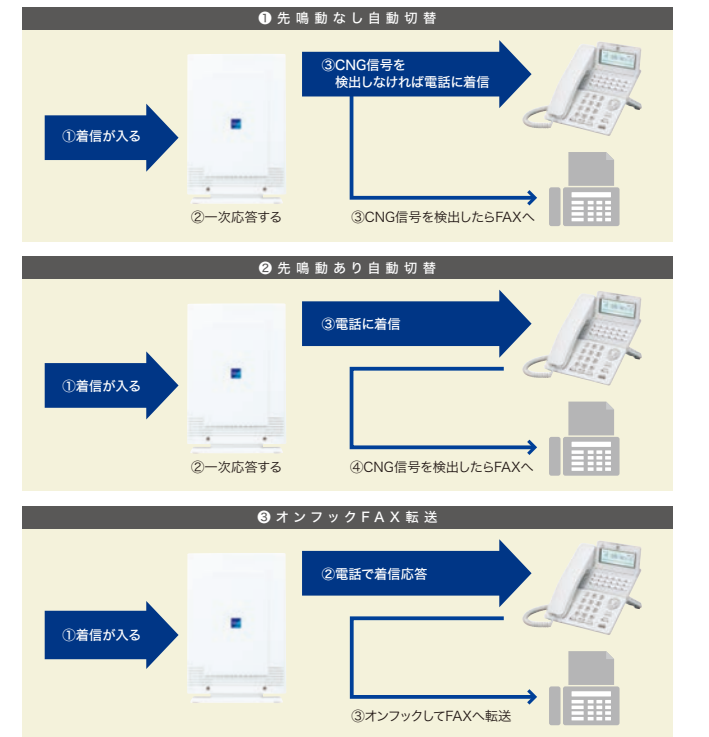 ❶先鳴動なし自動切替
③CNG信号を
検出しなければ電話に着信
①着信が入る
②一次応答する
③CNG信号を検出したらFAXへ
❷先鳴動あり自動切替
③電話に着信
①着信が入る
②一次応答する
④CNG信号を検出したらFAXへ
❸オンフックFAX転送
②電話で着信応答
①着信が入る
③オンフックしてFAXへ転送